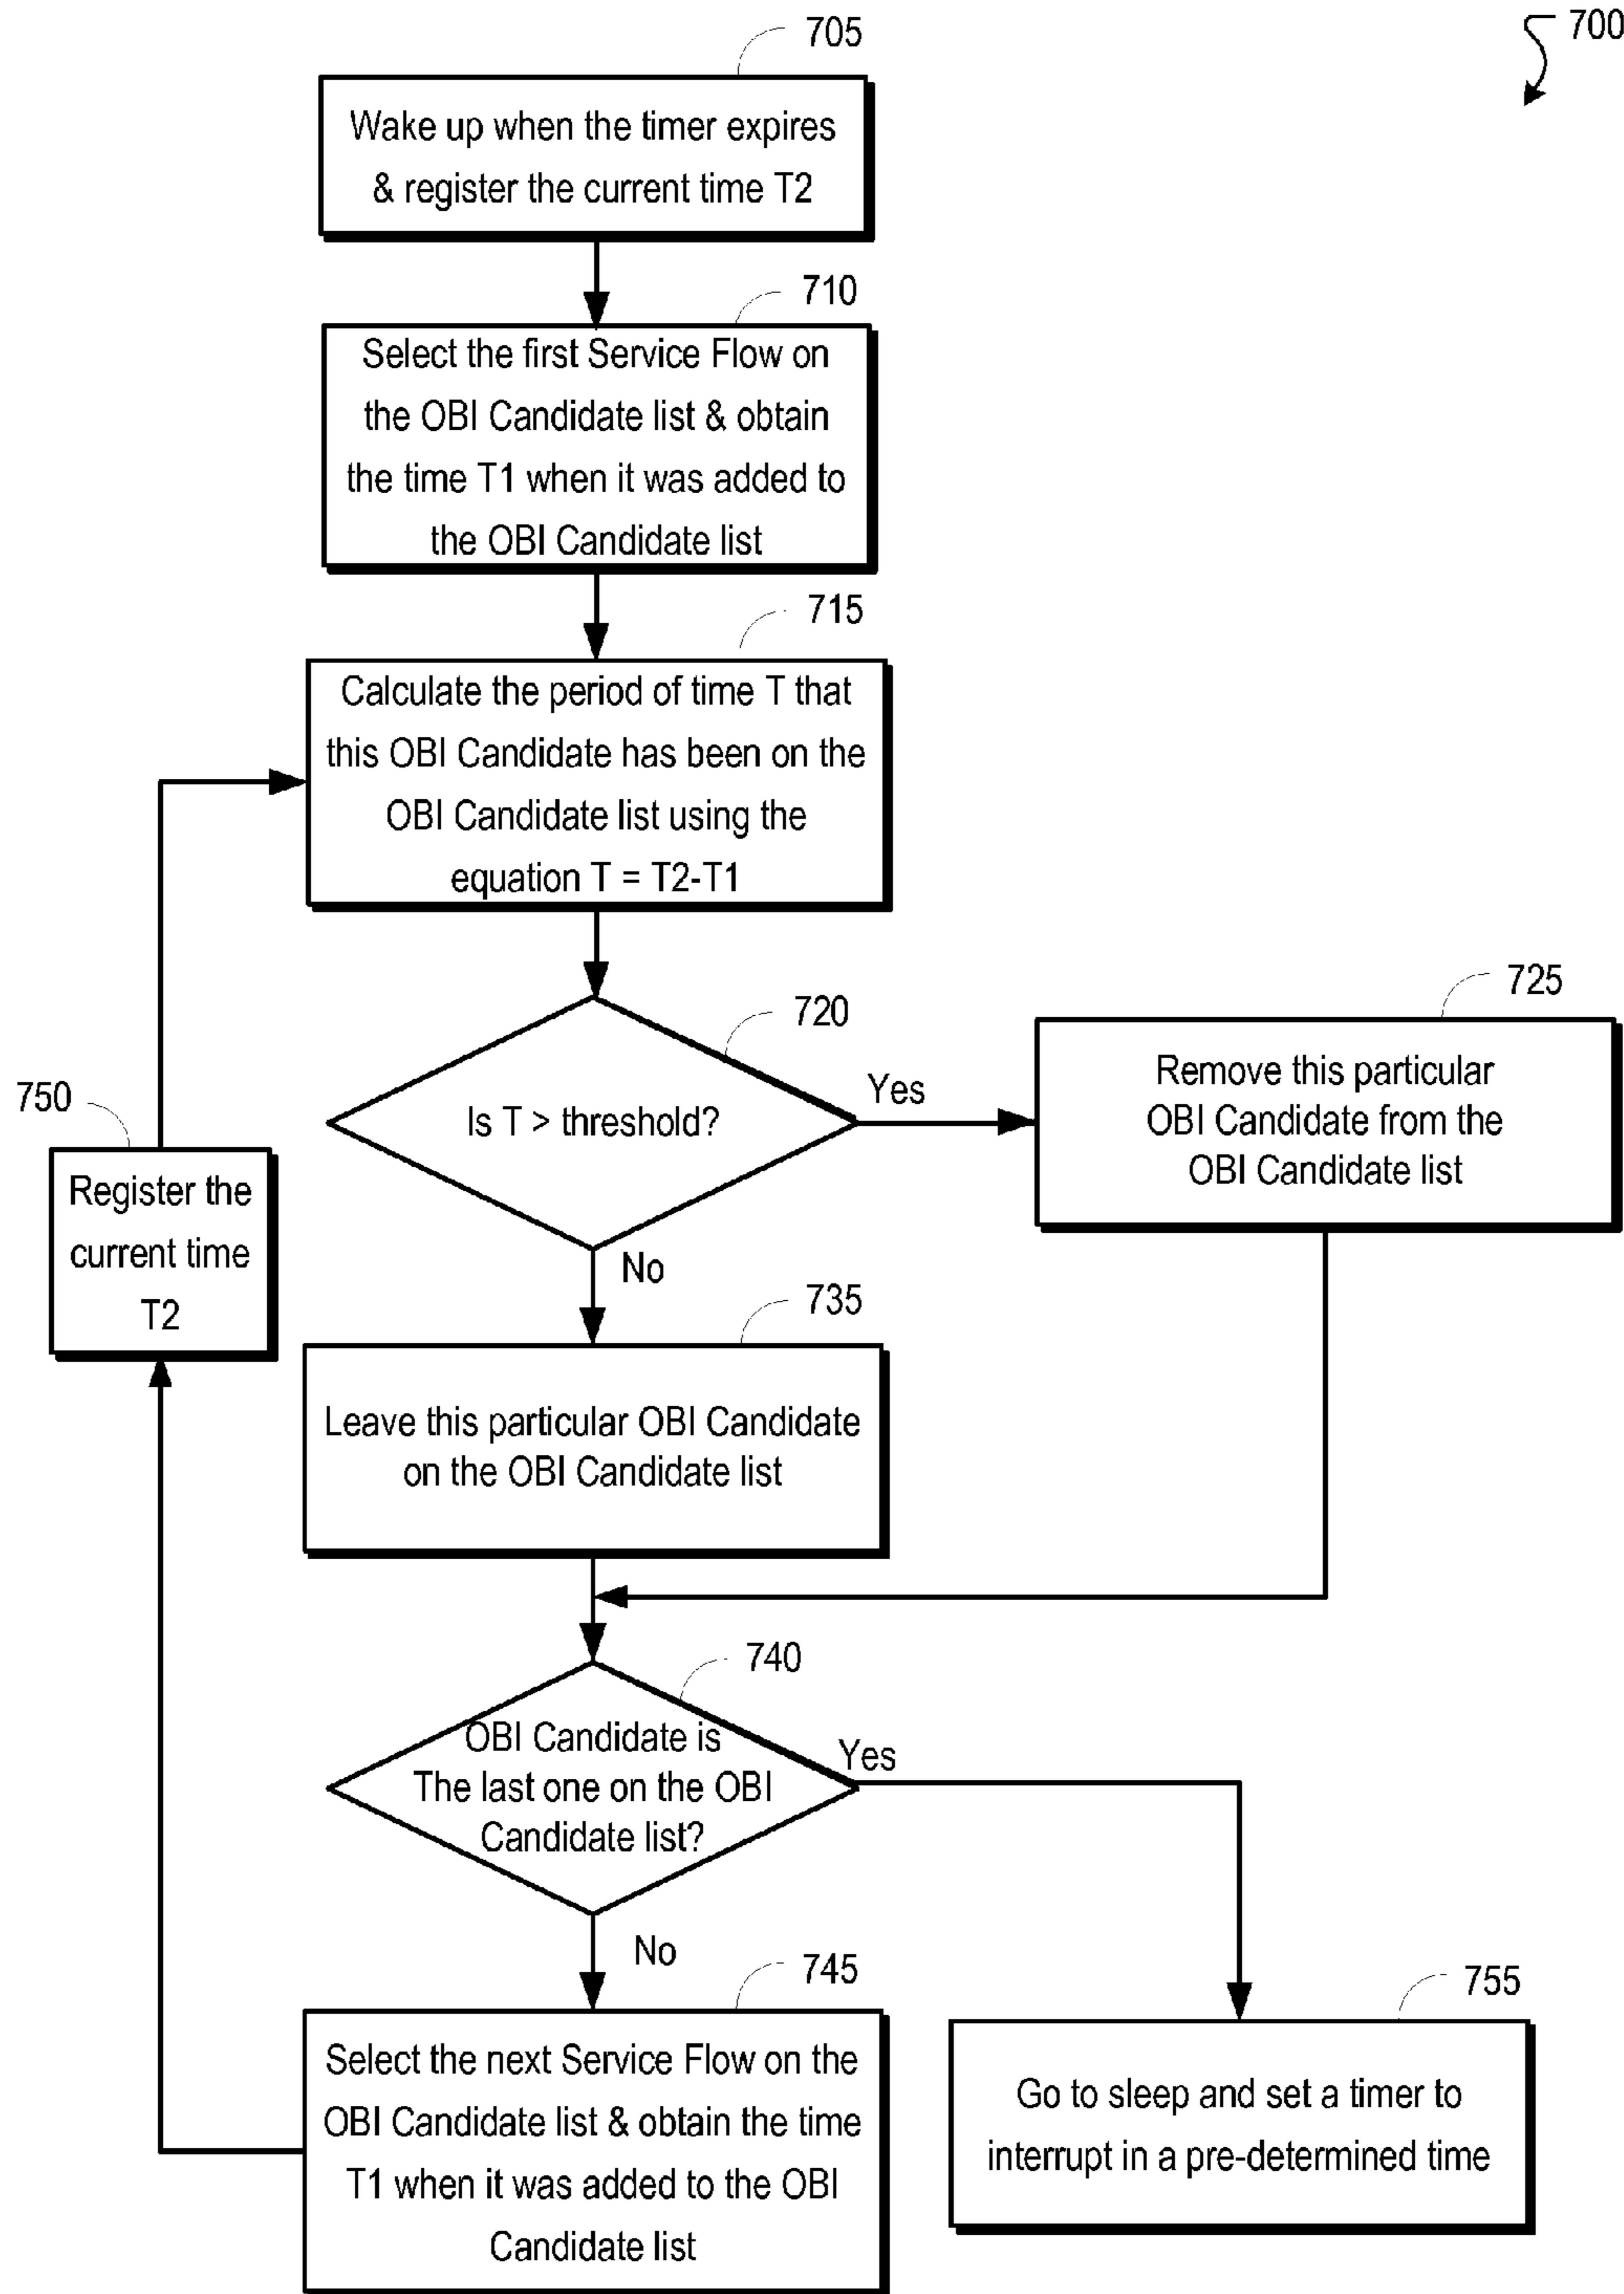 700
705
Wake up when the timer expires
& register the current time T2
710
Select the first Service Flow on
the OBI Candidate list & obtain
the time T1 when it was added to
the OBI Candidate list
715
Calculate the period of time T that
this OBI Candidate has been on the
OBI Candidate list using the
equation T = T2-T1
720
Is T > threshold?
Yes
725
Remove this particular
OBI Candidate from the
OBI Candidate list
No
750
Register the
current time
T2
735
Leave this particular OBI Candidate
on the OBI Candidate list
740
OBI Candidate is
The last one on the OBI
Candidate list?
Yes
No
745
Select the next Service Flow on the
OBI Candidate list & obtain the time
T1 when it was added to the OBI
Candidate list
755
Go to sleep and set a timer to
interrupt in a pre-determined time